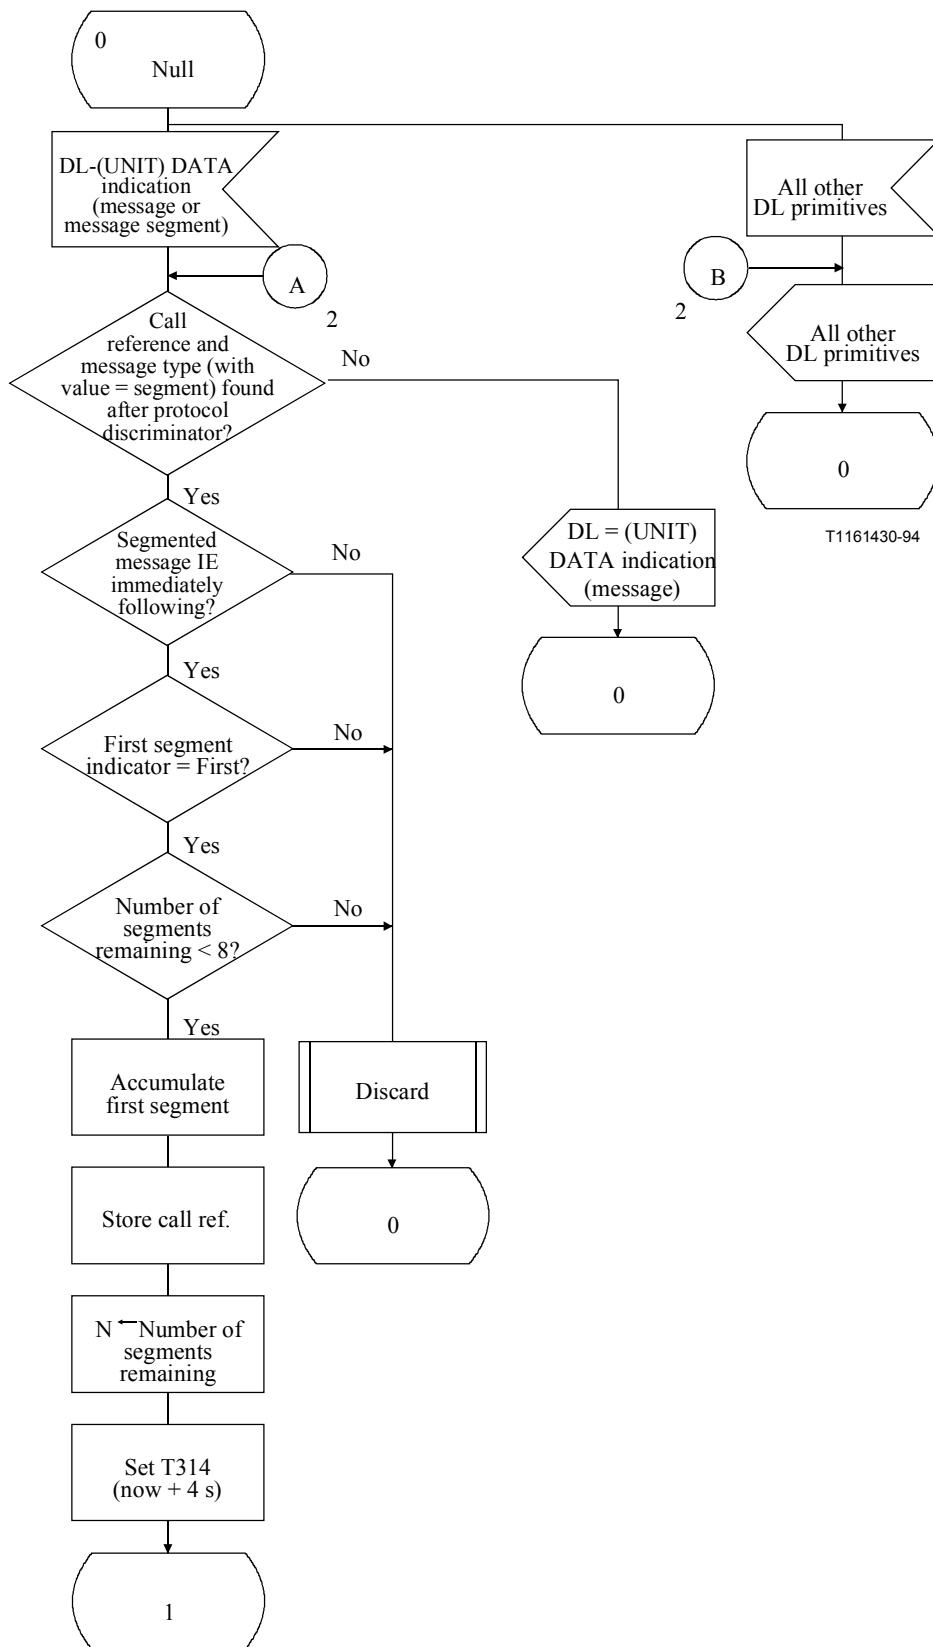 0
Null
DL-(UNIT) DATA
indication
(message or
message segment)
All other
DL primitives
A
2
B
2
All other
DL primitives
0
T1161430-94
Call
reference and
message type (with
value = segment) found
after protocol
discriminator?
No
Yes
DL = (UNIT)
DATA indication
(message)
0
Segmented
message IE
immediately
following?
No
Yes
First segment
indicator = First?
No
Yes
Number of
segments
remaining < 8?
No
Yes
Accumulate
first segment
Discard
Store call ref.
0
N ← Number of
segments
remaining
Set T314
(now + 4 s)
1